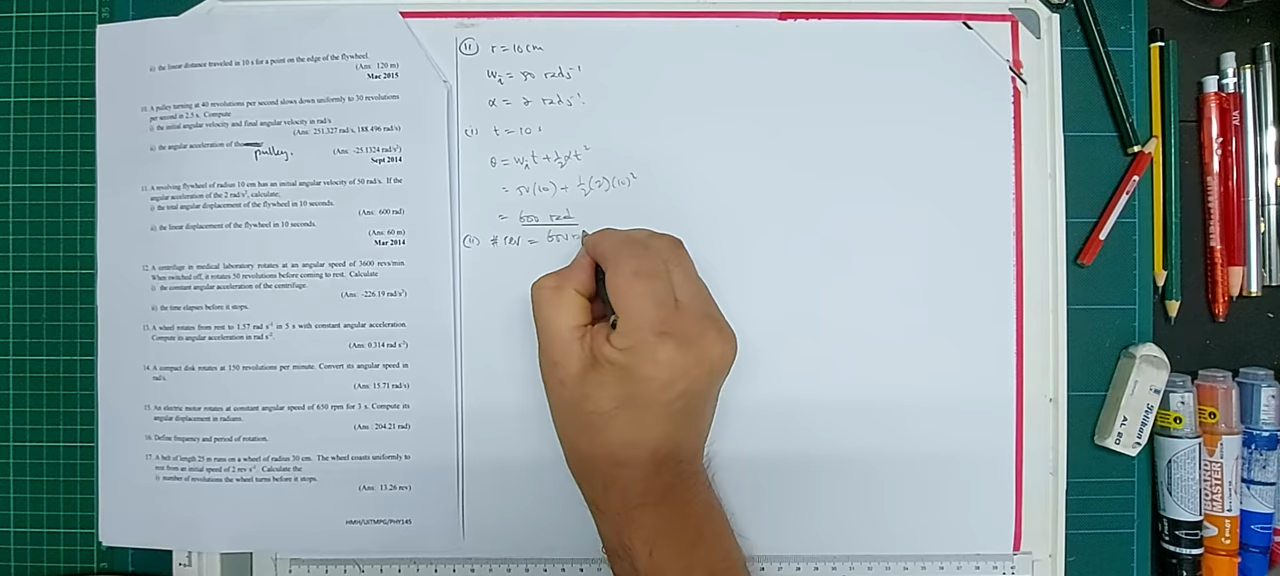 i) the linear distance traveled in 10 s for a point on the edge of the flywheel.
(Ans: 120 m)
Mac 2015
10. A pulley turning at 40 revolutions per second slows down uniformly to 30 revolutions
per second in 2.5 s. Compute
i) the initial angular velocity and final angular velocity in rad/s
(Ans: 251.327 rad/s, 188.496 rad/s)
ii) the angular acceleration of the
pulley.
(Ans: -25.1324 rad/s²)
Sept 2014
11. A revolving flywheel of radius 10 cm has an initial angular velocity of 50 rad/s. If the
angular acceleration of the 2 rad/s², calculate;
i) the total angular displacement of the flywheel in 10 seconds.
(Ans: 600 rad)
ii) the linear displacement of the flywheel in 10 seconds.
(Ans: 60 m)
Mar 2014
12. A centrifuge in medical laboratory rotates at an angular speed of 3600 revs/min.
When switched off, it rotates 50 revolutions before coming to rest. Calculate
i) the constant angular acceleration of the centrifuge.
(Ans: -226.19 rad/s²)
ii) the time elapses before it stops.
13. A wheel rotates from rest to 1.57 rad s⁻¹ in 5 s with constant angular acceleration.
Compute its angular acceleration in rad s⁻².
(Ans: 0.314 rad s⁻²)
14. A compact disk rotates at 150 revolutions per minute. Convert its angular speed in
rad/s.
(Ans: 15.71 rad/s)
15. An electric motor rotates at constant angular speed of 650 rpm for 3 s. Compute its
angular displacement in radians.
(Ans : 204.21 rad)
16. Define frequency and period of rotation.
17. A belt of length 25 m runs on a wheel of radius 30 cm. The wheel coasts uniformly to
rest from an initial speed of 2 rev s⁻¹. Calculate the
i) number of revolutions the wheel turns before it stops.
(Ans: 13.26 rev)
HMH/UiTMPG/PHY145
(11) r = 10 cm
ωi = 50 rads⁻¹
α = 2 rads⁻¹.
(i) t = 10 s
θ = ωit + ½αt²
= 50(10) + ½(2)(10)²
= 600 rad
(ii) # rev = 600 ra
AIA
pelikan
AL 20
BOARD MASTER
PILOT